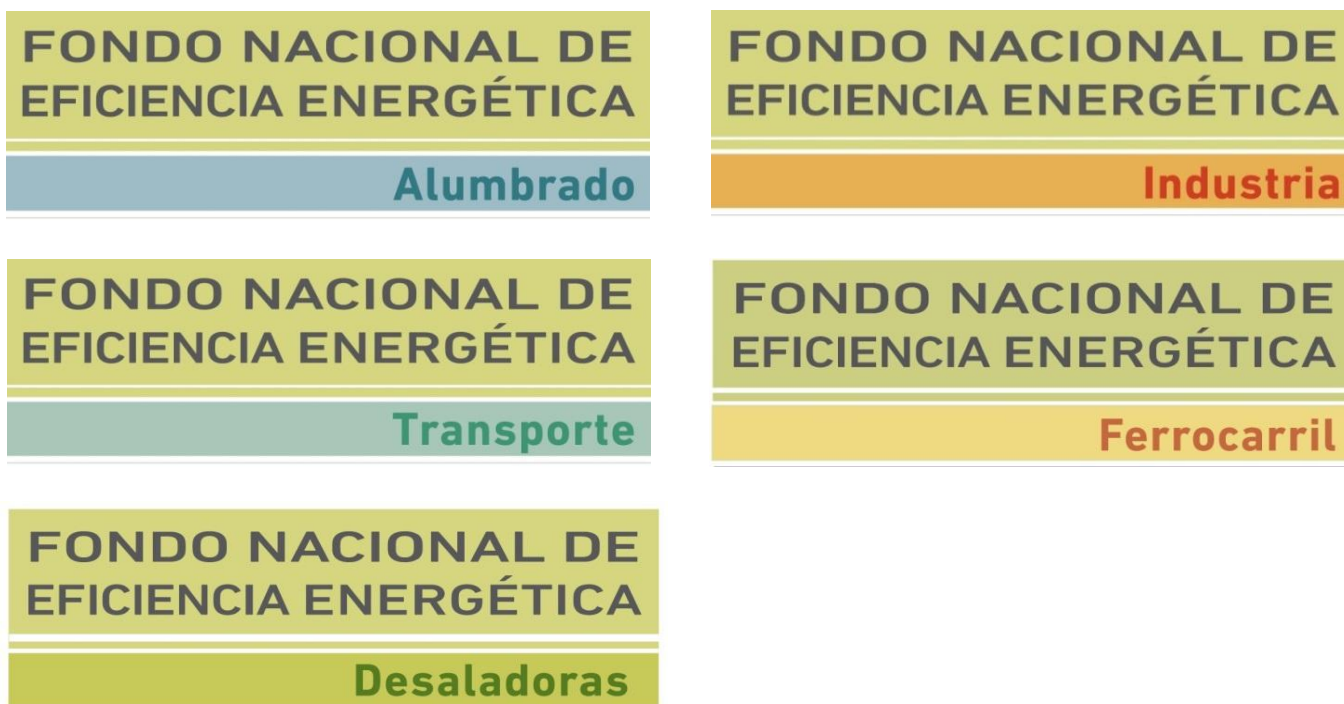 FONDO NACIONAL DE
EFICIENCIA ENERGÉTICA
Alumbrado
FONDO NACIONAL DE
EFICIENCIA ENERGÉTICA
Industria
FONDO NACIONAL DE
EFICIENCIA ENERGÉTICA
Transporte
FONDO NACIONAL DE
EFICIENCIA ENERGÉTICA
Ferrocarril
FONDO NACIONAL DE
EFICIENCIA ENERGÉTICA
Desaladoras